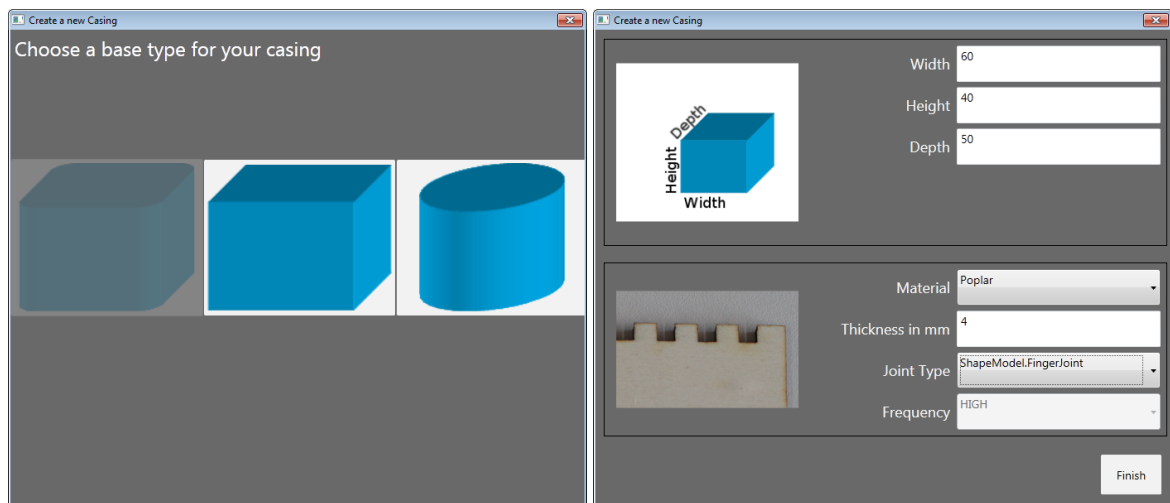 Create a new Casing
Choose a base type for your casing
Create a new Casing
Depth
Height
Width
Width 60
Height 40
Depth 50
Material Poplar
Thickness in mm 4
Joint Type ShapeModel.FingerJoint
Frequency HIGH
Finish